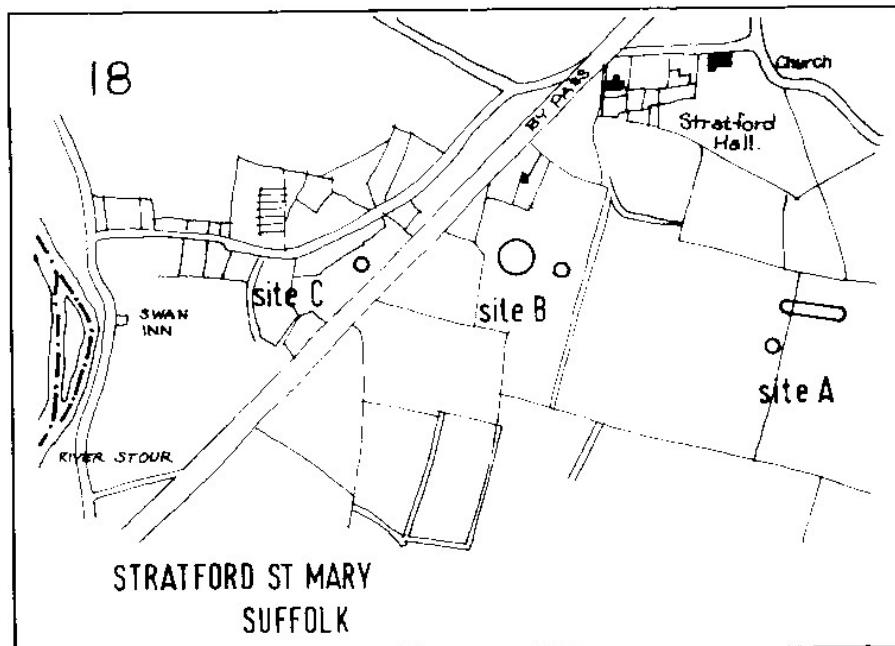 18
BY PASS
Church
Stratford
Hall.
site C
SWAN
INN
site B
site A
RIVER STOUR
STRATFORD ST MARY
SUFFOLK